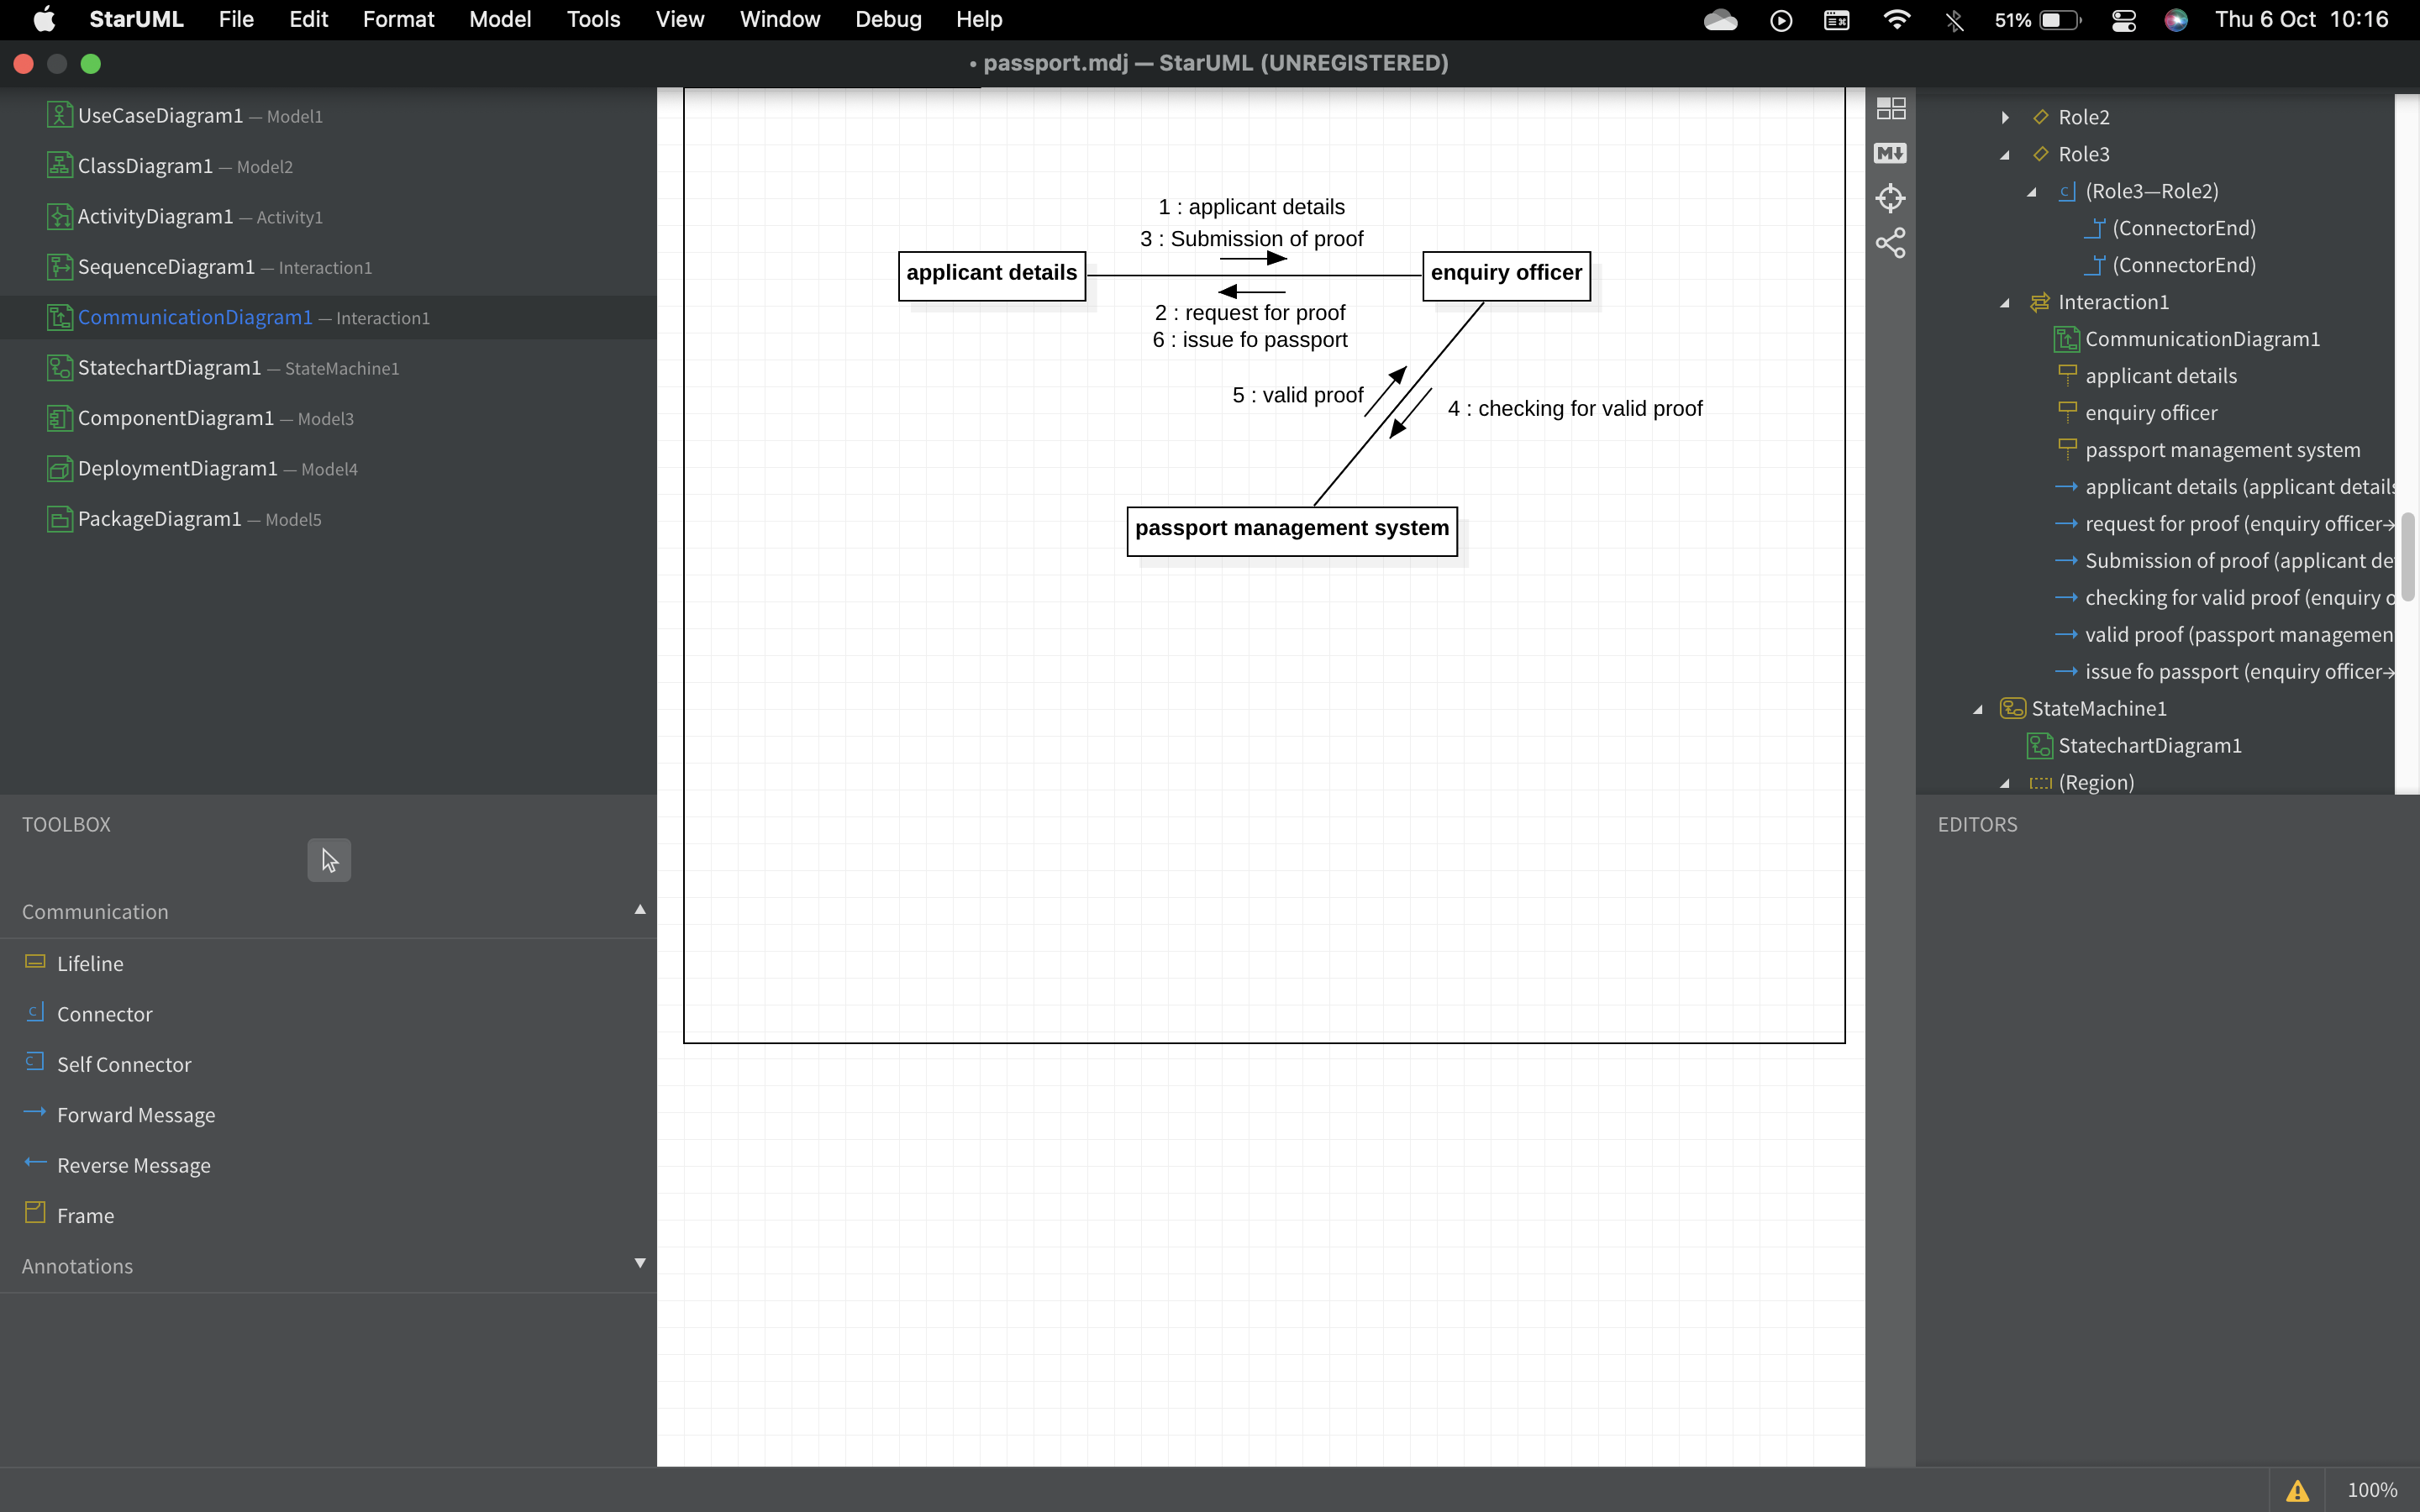 StarUML File Edit Format Model Tools View Window Debug Help 51% Thu 6 Oct 10:16
• passport.mdj — StarUML (UNREGISTERED)
UseCaseDiagram1 — Model1
ClassDiagram1 — Model2
ActivityDiagram1 — Activity1
SequenceDiagram1 — Interaction1
CommunicationDiagram1 — Interaction1
StatechartDiagram1 — StateMachine1
ComponentDiagram1 — Model3
DeploymentDiagram1 — Model4
PackageDiagram1 — Model5
TOOLBOX
Communication
Lifeline
Connector
Self Connector
Forward Message
Reverse Message
Frame
Annotations
1 : applicant details
3 : Submission of proof
applicant details
enquiry officer
2 : request for proof
6 : issue fo passport
5 : valid proof
4 : checking for valid proof
passport management system
M
Role2
Role3
(Role3—Role2)
(ConnectorEnd)
(ConnectorEnd)
Interaction1
CommunicationDiagram1
applicant details
enquiry officer
passport management system
applicant details (applicant details
request for proof (enquiry officer→
Submission of proof (applicant de
checking for valid proof (enquiry o
valid proof (passport managemen
issue fo passport (enquiry officer→
StateMachine1
StatechartDiagram1
(Region)
EDITORS
100%